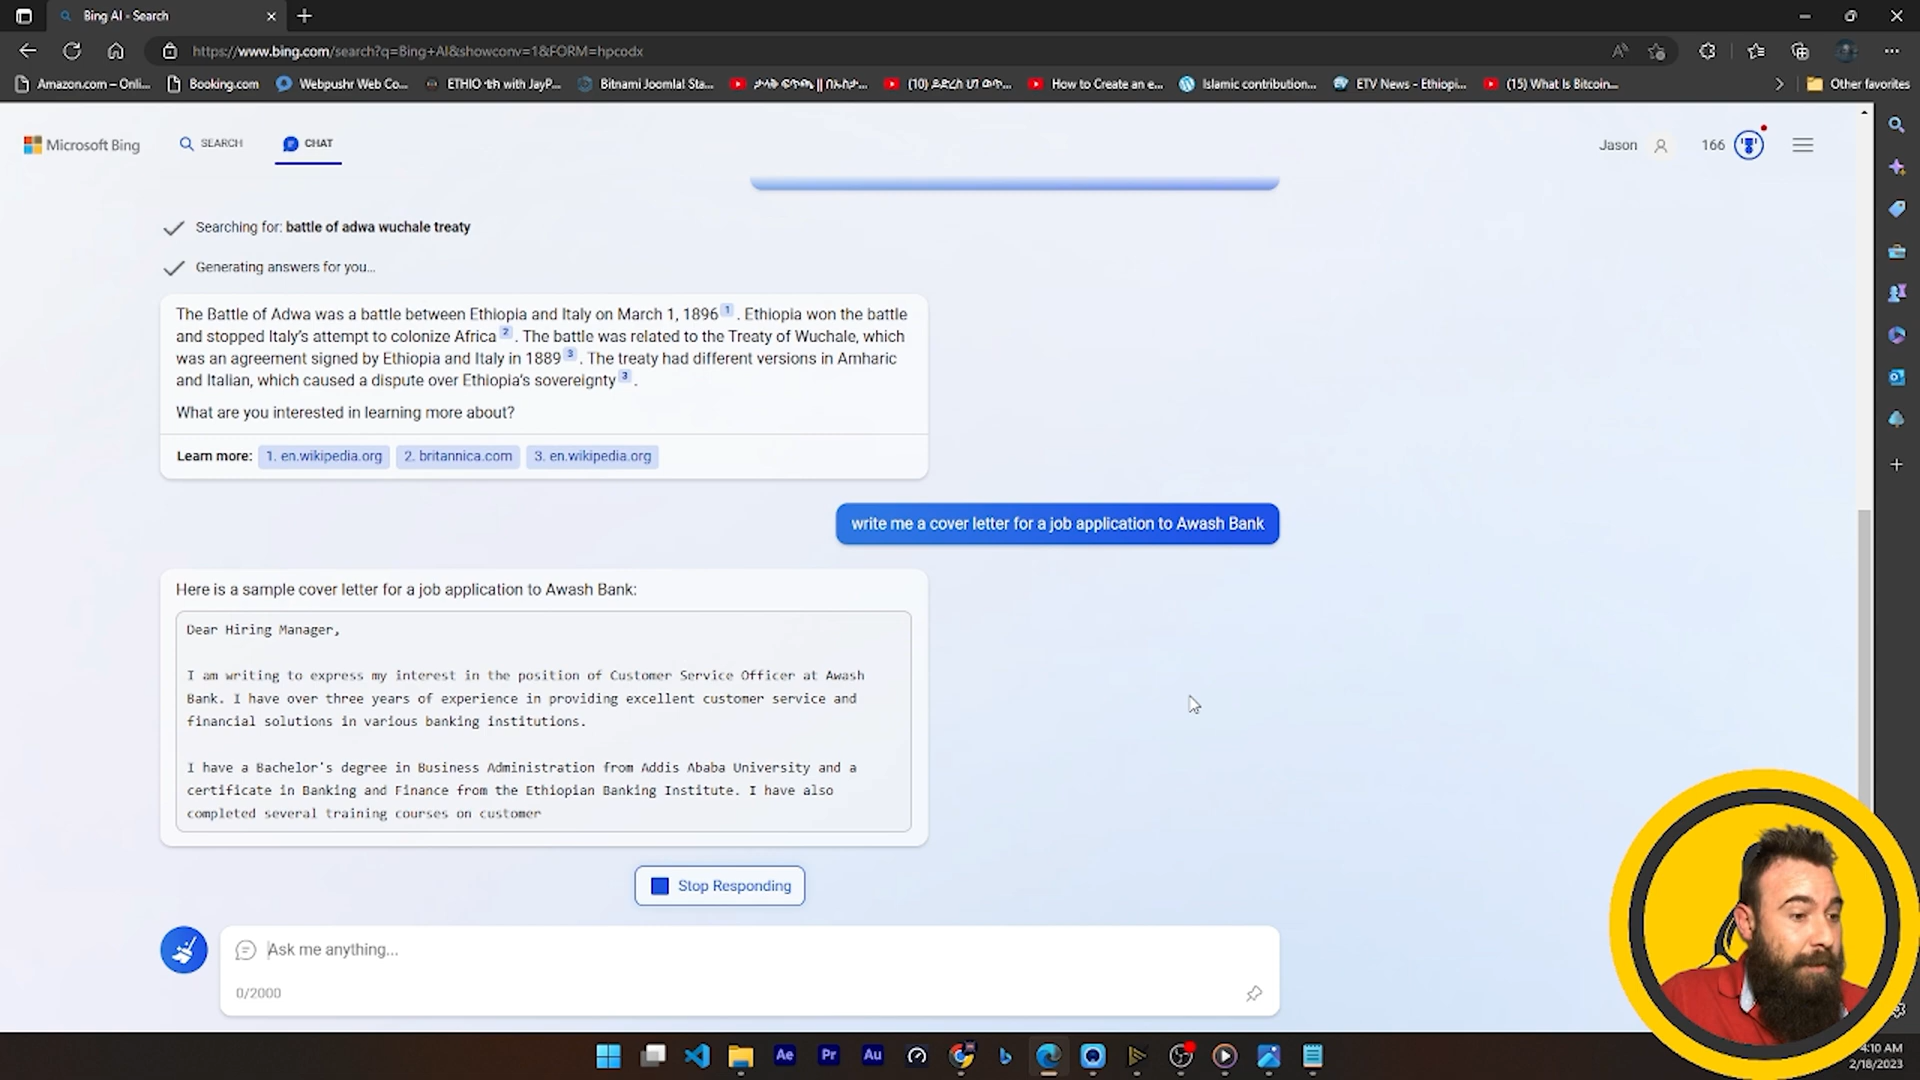 Bing AI - Search
https://www.bing.com/search?q=Bing+AI&showconv=1&FORM=hpcodx
Amazon.com – Onli...
Booking.com
Webpushr Web Co...
ETHIO ቴክ with JayP...
Bitnami Joomla! Sta...
How to Create an e...
Islamic contribution...
ETV News - Ethiopi...
(15) What Is Bitcoin...
Other favorites
Microsoft Bing
SEARCH
CHAT
Jason
166
Searching for: battle of adwa wuchale treaty
Generating answers for you...
The Battle of Adwa was a battle between Ethiopia and Italy on March 1, 1896 1 . Ethiopia won the battle
and stopped Italy's attempt to colonize Africa 2 . The battle was related to the Treaty of Wuchale, which
was an agreement signed by Ethiopia and Italy in 1889 3 . The treaty had different versions in Amharic
and Italian, which caused a dispute over Ethiopia's sovereignty 3 .
What are you interested in learning more about?
Learn more: 1. en.wikipedia.org 2. britannica.com 3. en.wikipedia.org
write me a cover letter for a job application to Awash Bank
Here is a sample cover letter for a job application to Awash Bank:
Dear Hiring Manager,
I am writing to express my interest in the position of Customer Service Officer at Awash
Bank. I have over three years of experience in providing excellent customer service and
financial solutions in various banking institutions.
I have a Bachelor's degree in Business Administration from Addis Ababa University and a
certificate in Banking and Finance from the Ethiopian Banking Institute. I have also
completed several training courses on customer
Stop Responding
Ask me anything...
0/2000
Ae
Pr
Au
4:10 AM
2/18/2023